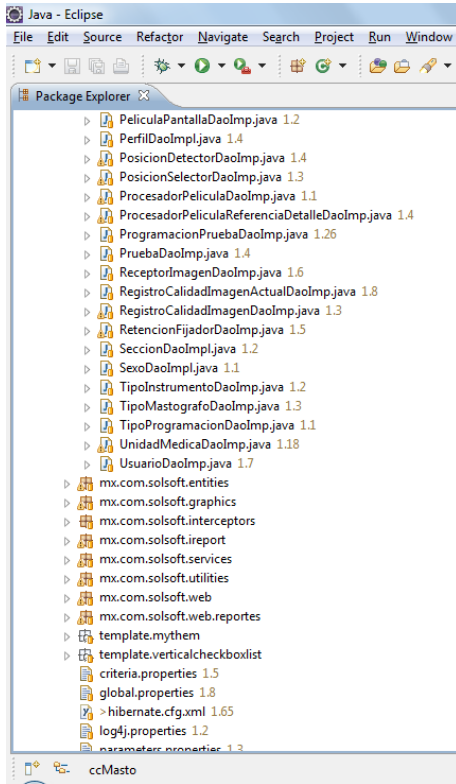 Java - Eclipse
File Edit Source Refactor Navigate Search Project Run Window
Package Explorer
PeliculaPantallaDaoImp.java 1.2
PerfilDaoImpl.java 1.4
PosicionDetectorDaoImp.java 1.4
PosicionSelectorDaoImp.java 1.3
ProcesadorPeliculaDaoImp.java 1.1
ProcesadorPeliculaReferenciaDetalleDaoImp.java 1.4
ProgramacionPruebaDaoImp.java 1.26
PruebaDaoImp.java 1.4
ReceptorImagenDaoImp.java 1.6
RegistroCalidadImagenActualDaoImp.java 1.8
RegistroCalidadImagenDaoImp.java 1.3
RetencionFijadorDaoImp.java 1.5
SeccionDaoImpl.java 1.2
SexoDaoImpl.java 1.1
TipoInstrumentoDaoImp.java 1.2
TipoMastografoDaoImp.java 1.3
TipoProgramacionDaoImp.java 1.1
UnidadMedicaDaoImp.java 1.18
UsuarioDaoImp.java 1.7
mx.com.solsoft.entities
mx.com.solsoft.graphics
mx.com.solsoft.interceptors
mx.com.solsoft.ireport
mx.com.solsoft.services
mx.com.solsoft.utilities
mx.com.solsoft.web
mx.com.solsoft.web.reportes
template.mythem
template.verticalcheckboxlist
criteria.properties 1.5
global.properties 1.8
>hibernate.cfg.xml 1.65
log4j.properties 1.2
parameters.properties 1.3
ccMasto